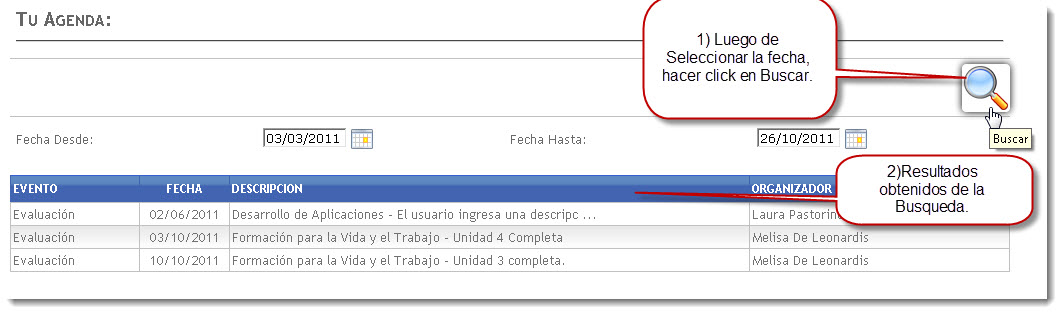 TU AGENDA:
1) Luego de
Seleccionar la fecha,
hacer click en Buscar.
Buscar
Fecha Desde: 03/03/2011 Fecha Hasta: 26/10/2011
2)Resultados
obtenidos de la
Busqueda.
EVENTO FECHA DESCRIPCION ORGANIZADOR
Evaluación 02/06/2011 Desarrollo de Aplicaciones - El usuario ingresa una descripc ... Laura
Evaluación 03/10/2011 Formación para la Vida y el Trabajo - Unidad 4 Completa Melisa De Leonardis
Evaluación 10/10/2011 Formación para la Vida y el Trabajo - Unidad 3 completa. Melisa De Leonardis